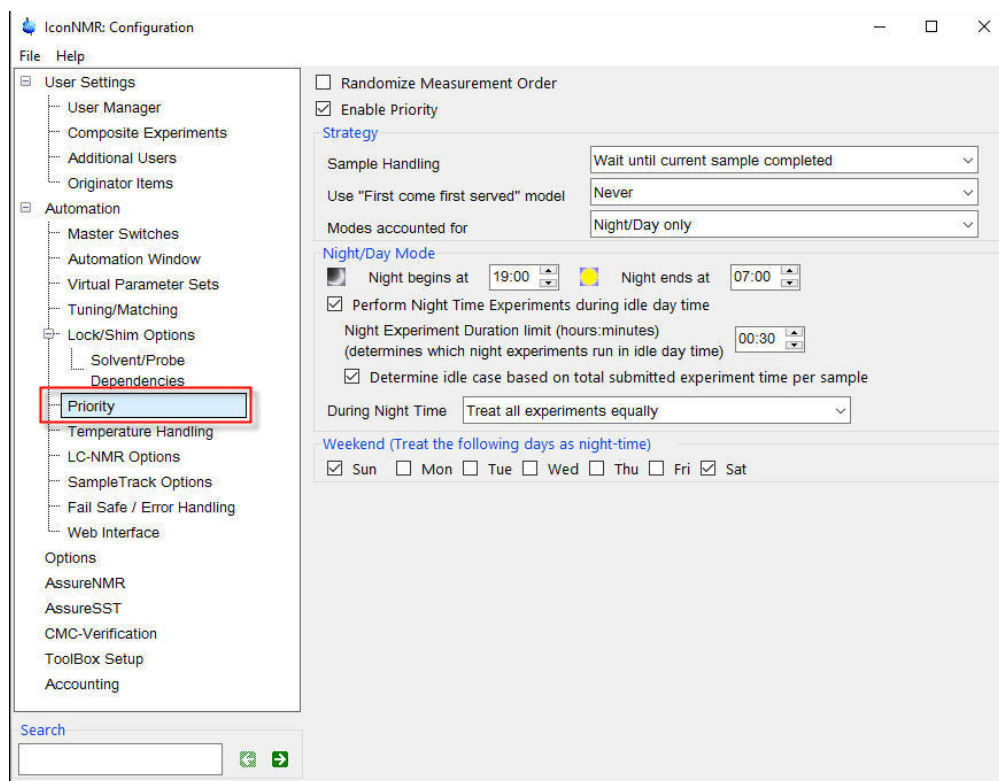 IconNMR: Configuration
File Help
User Settings
User Manager
Composite Experiments
Additional Users
Originator Items
Automation
Master Switches
Automation Window
Virtual Parameter Sets
Tuning/Matching
Lock/Shim Options
Solvent/Probe
Dependencies
Priority
Temperature Handling
LC-NMR Options
SampleTrack Options
Fail Safe / Error Handling
Web Interface
Options
AssureNMR
AssureSST
CMC-Verification
ToolBox Setup
Accounting
Search
Randomize Measurement Order
Enable Priority
Strategy
Sample Handling Wait until current sample completed
Use "First come first served" model Never
Modes accounted for Night/Day only
Night/Day Mode
Night begins at 19:00 Night ends at 07:00
Perform Night Time Experiments during idle day time
Night Experiment Duration limit (hours:minutes)
(determines which night experiments run in idle day time) 00:30
Determine idle case based on total submitted experiment time per sample
During Night Time Treat all experiments equally
Weekend (Treat the following days as night-time)
Sun Mon Tue Wed Thu Fri Sat